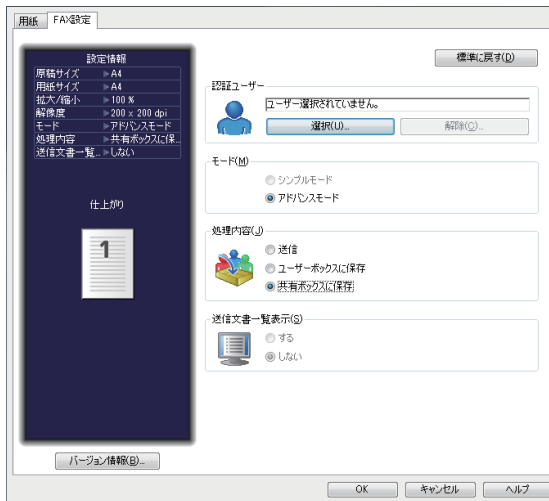 用紙 FAX設定
設定情報
原稿サイズ ▶A4
用紙サイズ ▶A4
拡大/縮小 ▶100 %
解像度 ▶200 x 200 dpi
モード ▶アドバンスモード
処理内容 ▶共有ボックスに保...
送信文書一覧... ▶しない
仕上がり
1
バージョン情報(B)...
標準に戻す(D)
認証ユーザー
ユーザー選択されていません。
選択(U)... 解除(C)...
モード(M)
シンプルモード
アドバンスモード
処理内容(J)
送信
ユーザーボックスに保存
共有ボックスに保存
送信文書一覧表示(S)
する
しない
OK キャンセル ヘルプ